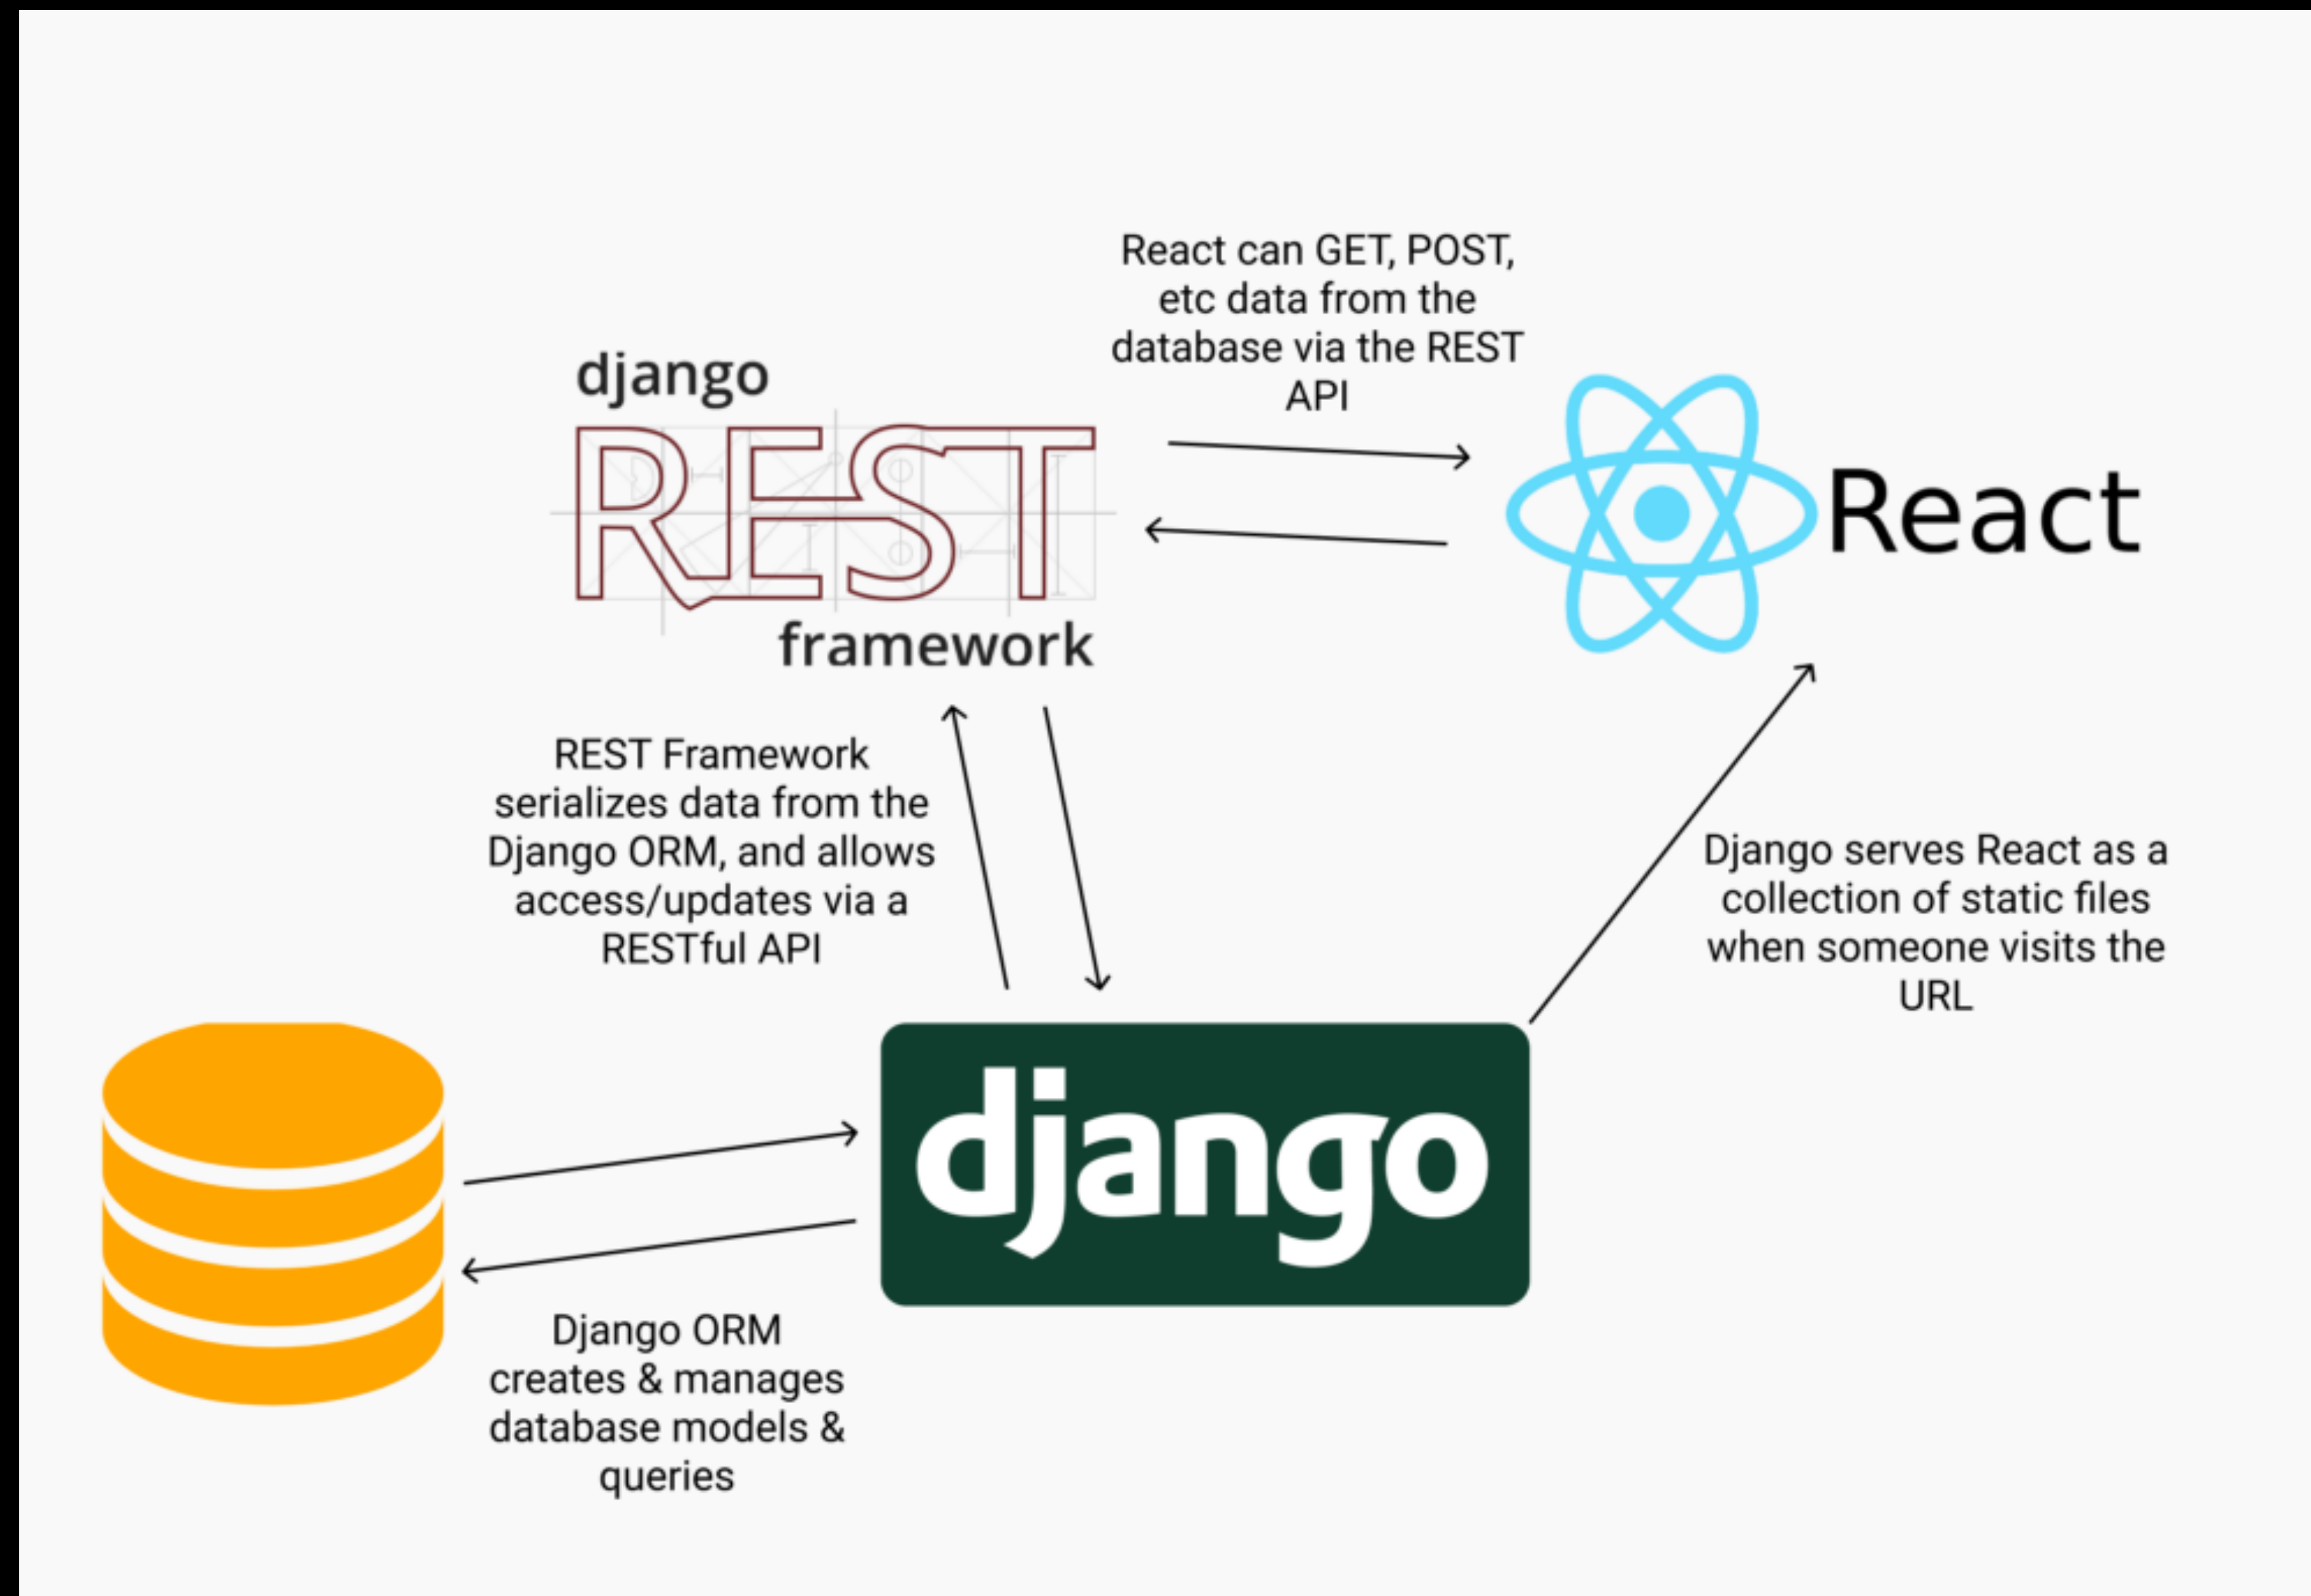 React can GET, POST,
etc data from the
database via the REST
API
django
REST
framework
React
REST Framework
serializes data from the
Django ORM, and allows
access/updates via a
RESTful API
Django serves React as a
collection of static files
when someone visits the
URL
django
Django ORM
creates & manages
database models &
queries